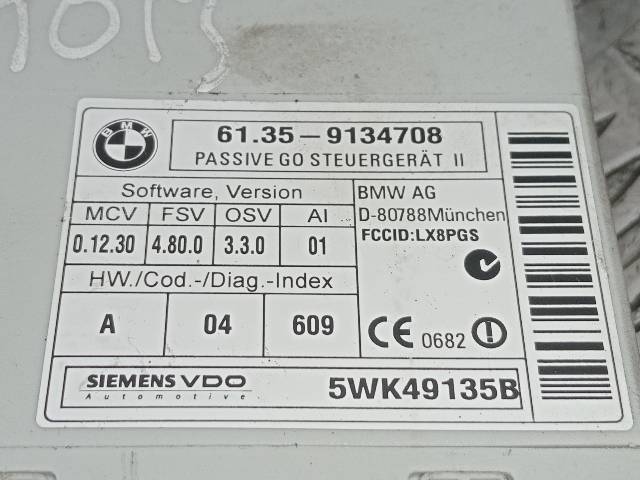 BMW
61.35-9134708
PASSIVE GO STEUERGERÄT II
Software, Version
MCV FSV OSV AI
0.12.30 4.80.0 3.3.0 01
HW./Cod.-/Diag.-Index
A 04 609
BMW AG
D-80788München
FCCID:LX8PGS
CE 0682
SIEMENS VDO
Automotive
5WK49135B